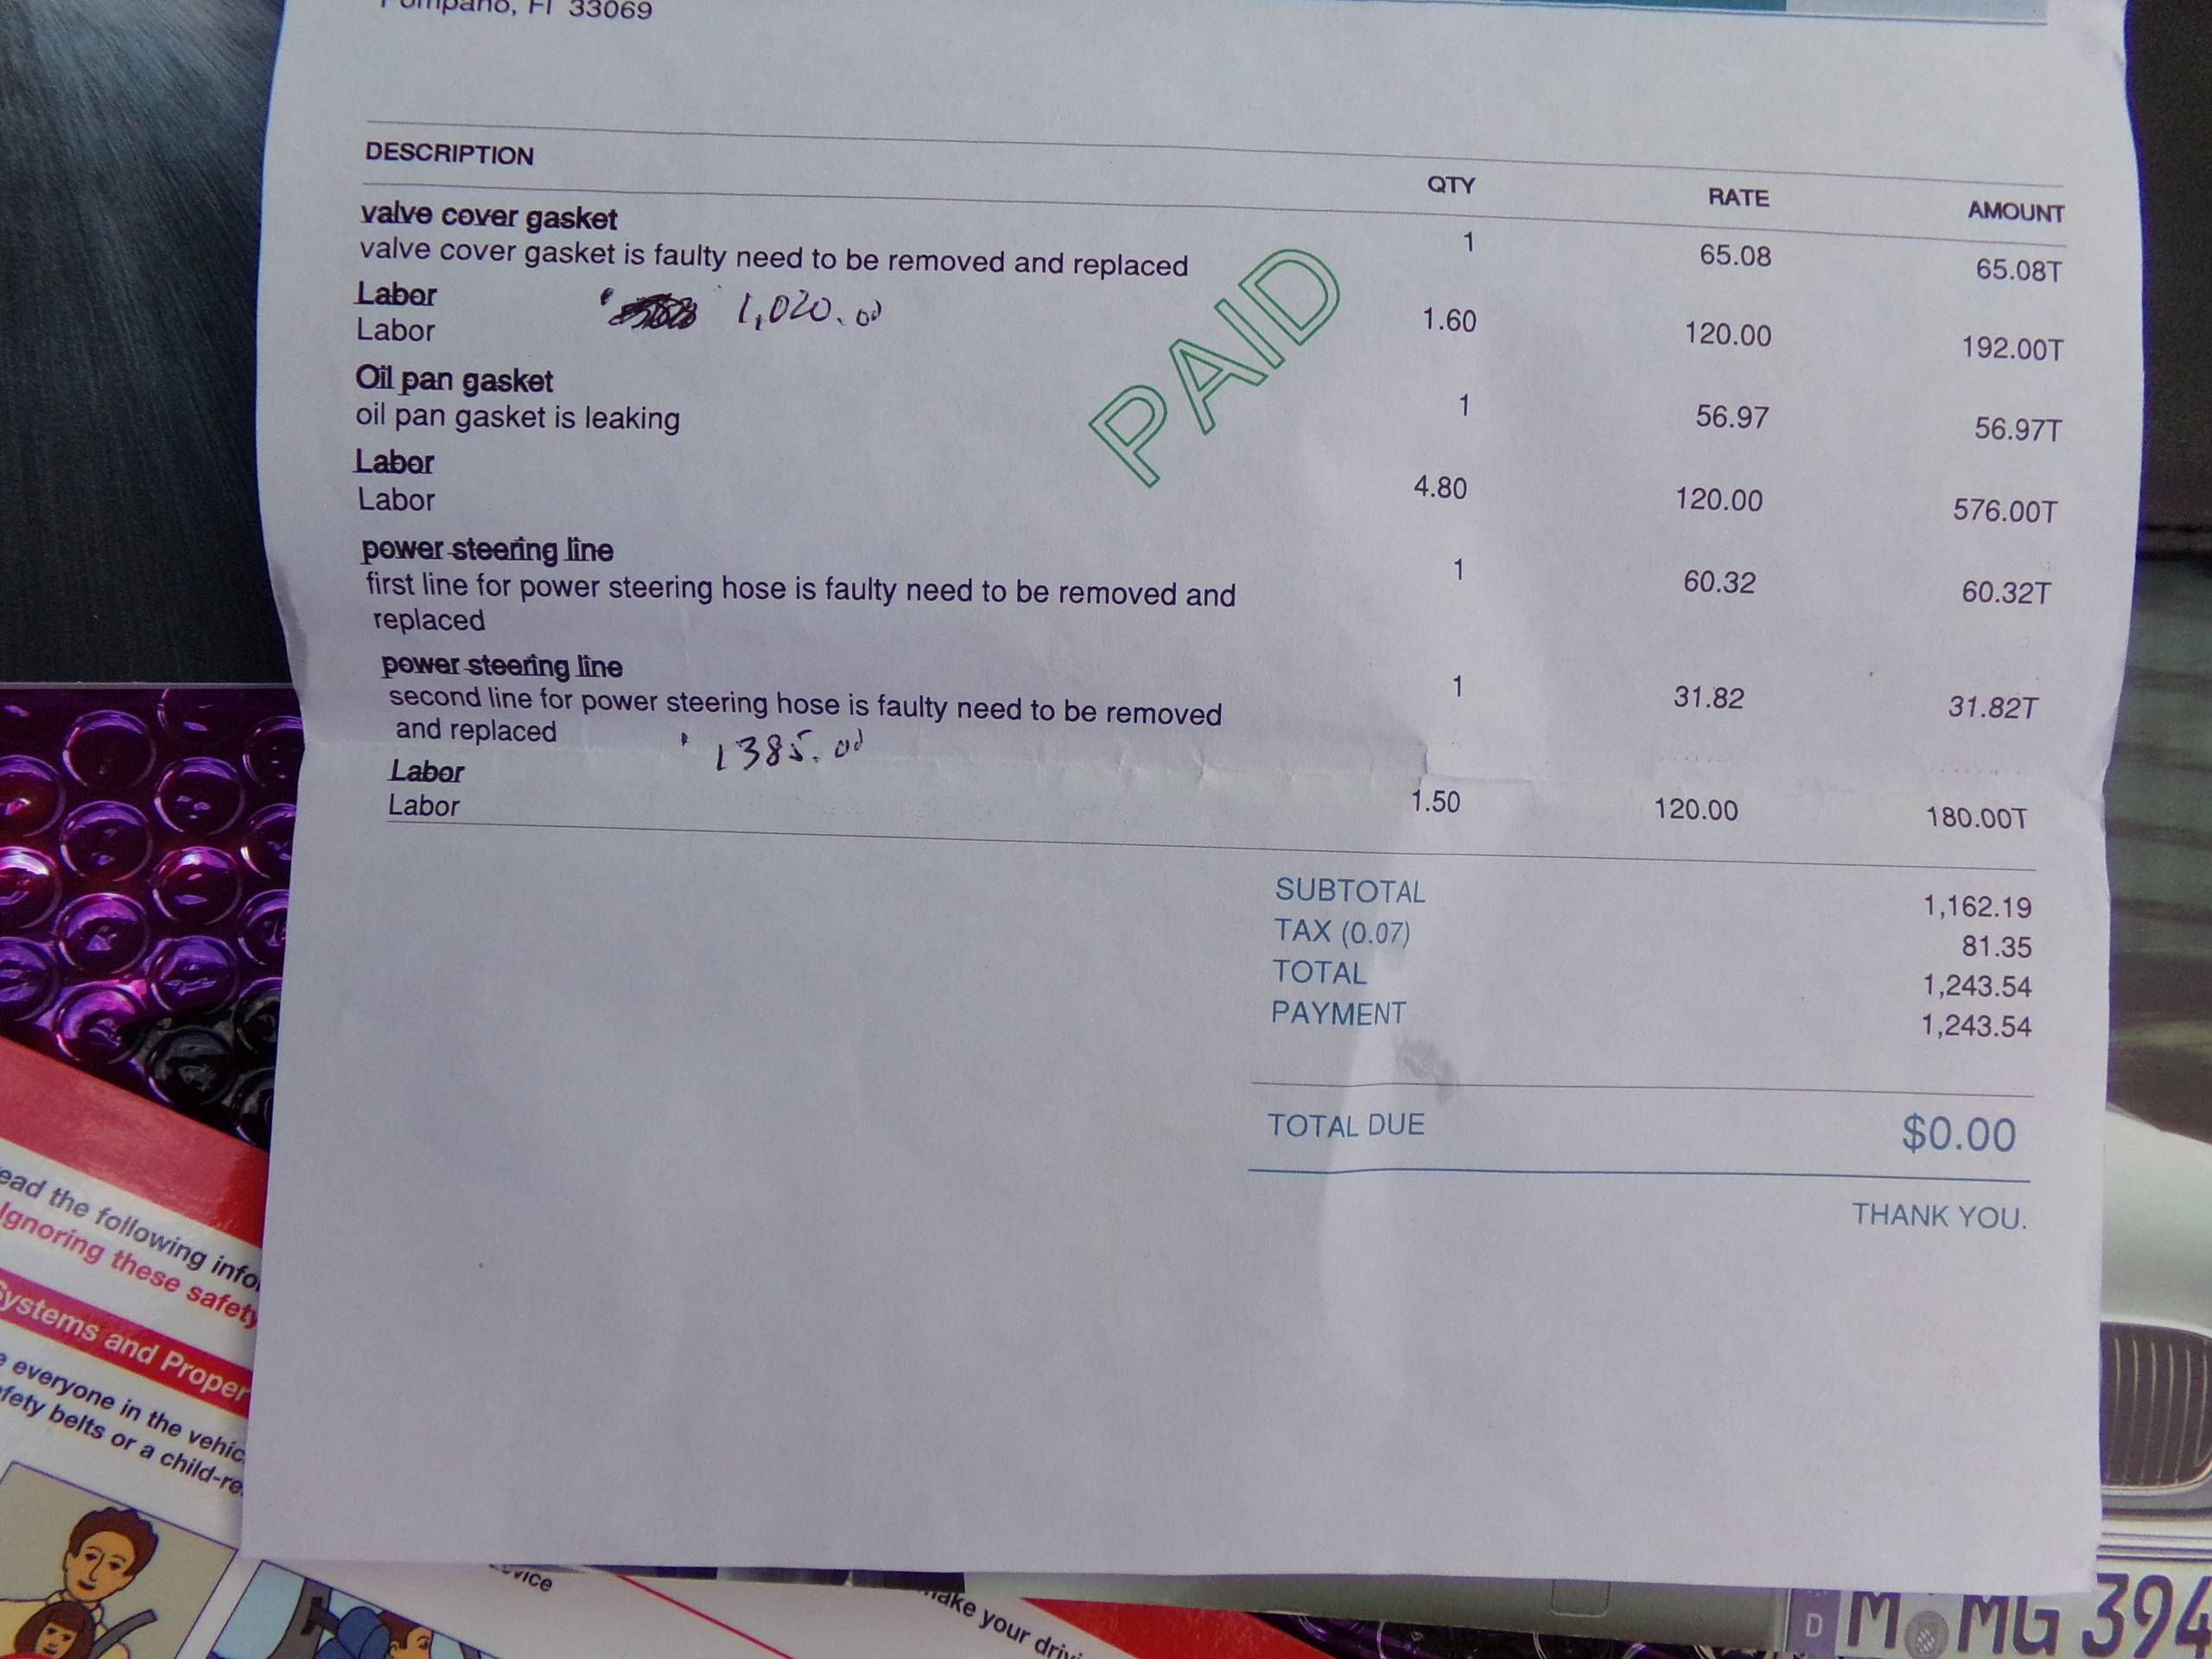 Pompano, Fl 33069
DESCRIPTION QTY RATE AMOUNT
valve cover gasket 1 65.08 65.08T
valve cover gasket is faulty need to be removed and replaced
Labor 1,020.00 1.60 120.00 192.00T
Labor
Oil pan gasket 1 56.97 56.97T
oil pan gasket is leaking
Labor 4.80 120.00 576.00T
Labor
power steering line 1 60.32 60.32T
first line for power steering hose is faulty need to be removed and
replaced
power steering line 1 31.82 31.82T
second line for power steering hose is faulty need to be removed
and replaced
1385.00
Labor 1.50 120.00 180.00T
Labor
PAID
SUBTOTAL 1,162.19
TAX (0.07) 81.35
TOTAL 1,243.54
PAYMENT 1,243.54
TOTAL DUE $0.00
THANK YOU.
ead the following info
Ignoring these safety
Systems and Proper
e everyone in the vehic
fety belts or a child-re
vice
make your drivi
D M MG 394